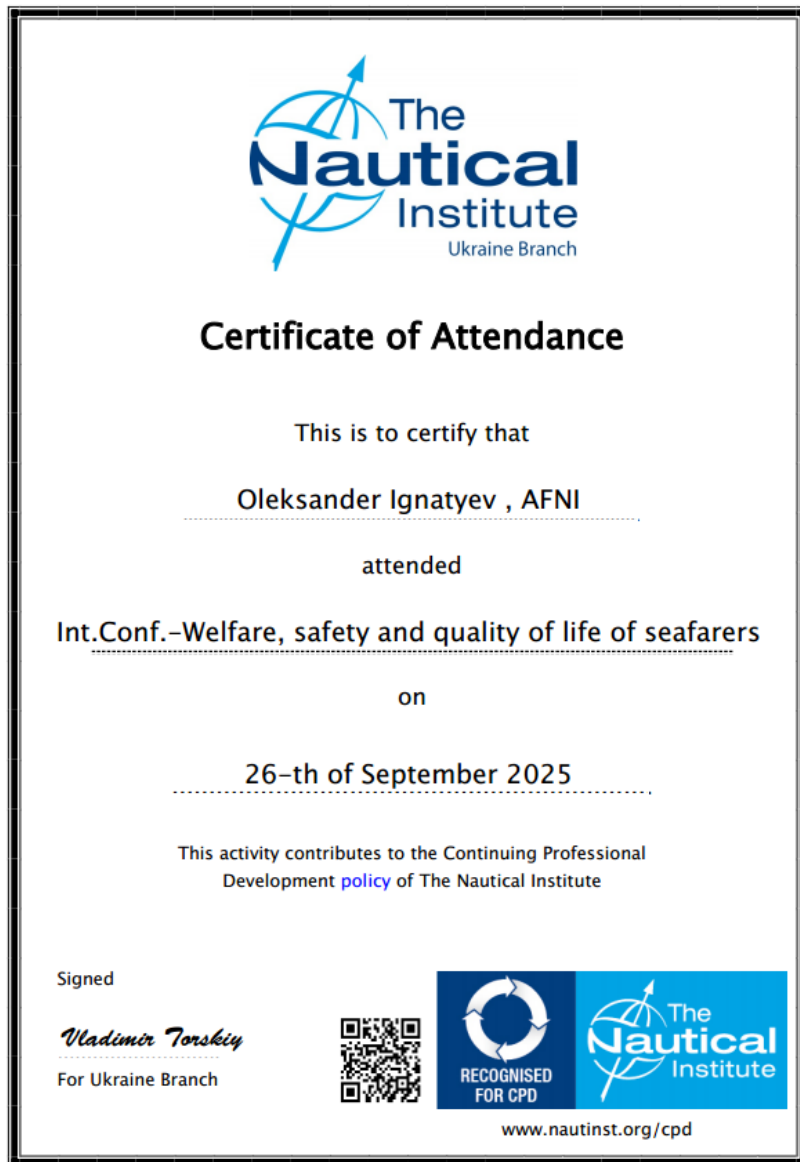 The
Nautical
Institute
Ukraine Branch
Certificate of Attendance
This is to certify that
Oleksander Ignatyev , AFNI
attended
Int.Conf.-Welfare, safety and quality of life of seafarers
on
26-th of September 2025
This activity contributes to the Continuing Professional
Development policy of The Nautical Institute
Signed
Vladimir Torskiy
For Ukraine Branch
RECOGNISED
FOR CPD
The
Nautical
Institute
www.nautinst.org/cpd